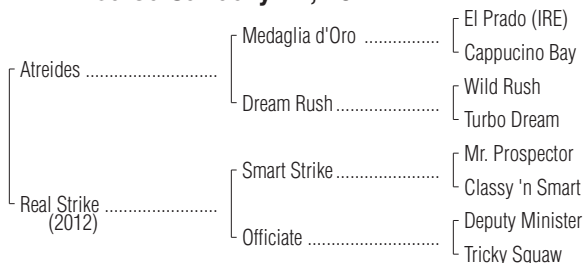 El Prado (IRE)
Medaglia d'Oro ..................
Cappucino Bay
Atreides ................................
Wild Rush
Dream Rush.........................
Turbo Dream
Mr. Prospector
Smart Strike.........................
Classy 'n Smart
Real Strike ...........................
(2012)
Deputy Minister
Officiate ................................
Tricky Squaw